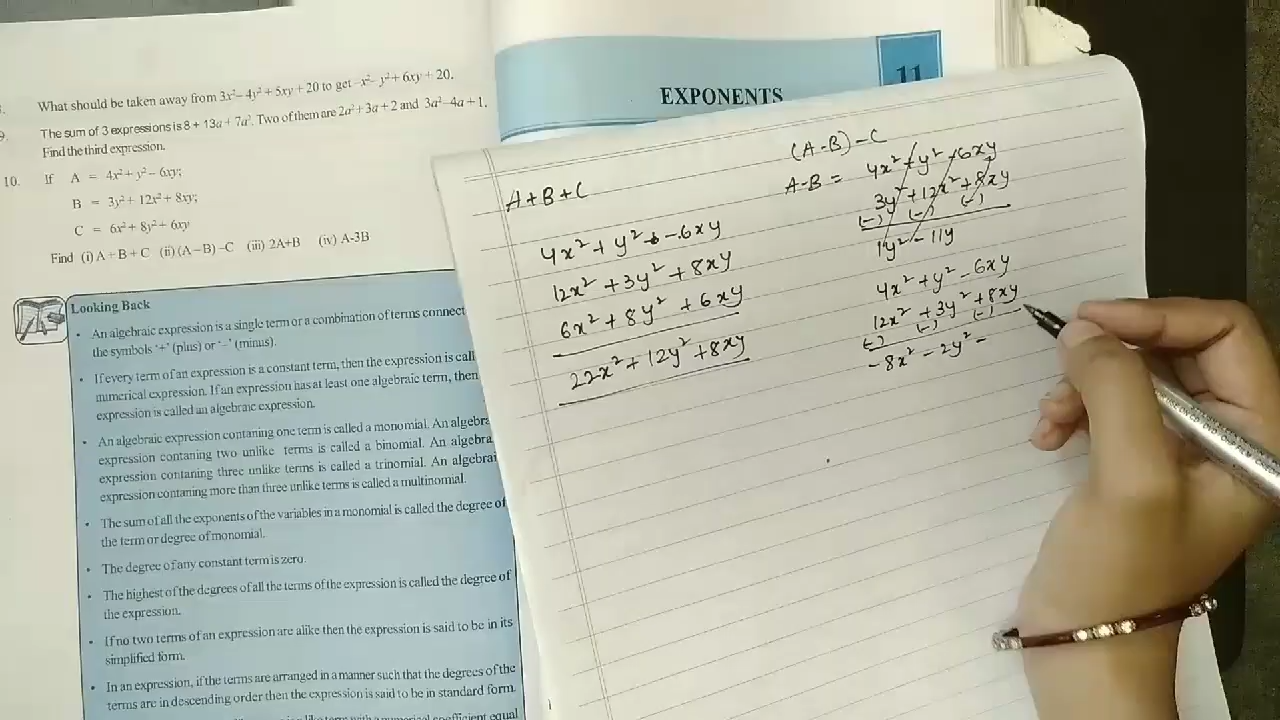 What should be taken away from 3x²– 4y² + 5xy + 20 to get –x²– y² + 6xy + 20.
9. The sum of 3 expressions is 8 + 13a + 7a². Two of them are 2a² + 3a + 2 and 3a²–4a + 1.
Find the third expression.
10. If A = 4x² + y² – 6xy;
B = 3y² + 12x² + 8xy;
C = 6x² + 8y² + 6xy
Find (i) A + B + C (ii) (A – B) – C (iii) 2A+B (iv) A-3B
Looking Back
• An algebraic expression is a single term or a combination of terms connect
the symbols '+' (plus) or '–' (minus).
• If every term of an expression is a constant term, then the expression is call
numerical expression. If an expression has at least one algebraic term, then
expression is called an algebraic expression.
• An algebraic expression contaning one term is called a monomial. An algebra
expression contaning two unlike terms is called a binomial. An algebra
expression contaning three unlike terms is called a trinomial. An algebrai
expression contaning more than three unlike terms is called a multinomial.
• The sum of all the exponents of the variables in a monomial is called the degree of
the term or degree of monomial.
• The degree of any constant term is zero.
• The highest of the degrees of all the terms of the expression is called the degree of
the expression.
• If no two terms of an expression are alike then the expression is said to be in its
simplified form.
• In an expression, if the terms are arranged in a manner such that the degrees of the
terms are in descending order then the expression is said to be in standard form.
term with a numerical coefficient equal
11
EXPONENTS
A+B+C
4x² + y² - 6xy
12x² + 3y² + 8xy
6x² + 8y² + 6xy
22x² + 12y² + 8xy
(A-B) - C
A-B = 4x² + y² - 6xy
3y² + 12x² + 8xy
(-) (-) (-)
1y² - 11y
4x² + y² - 6xy
12x² + 3y² + 8xy
(-) (-) (-)
-8x² - 2y² -